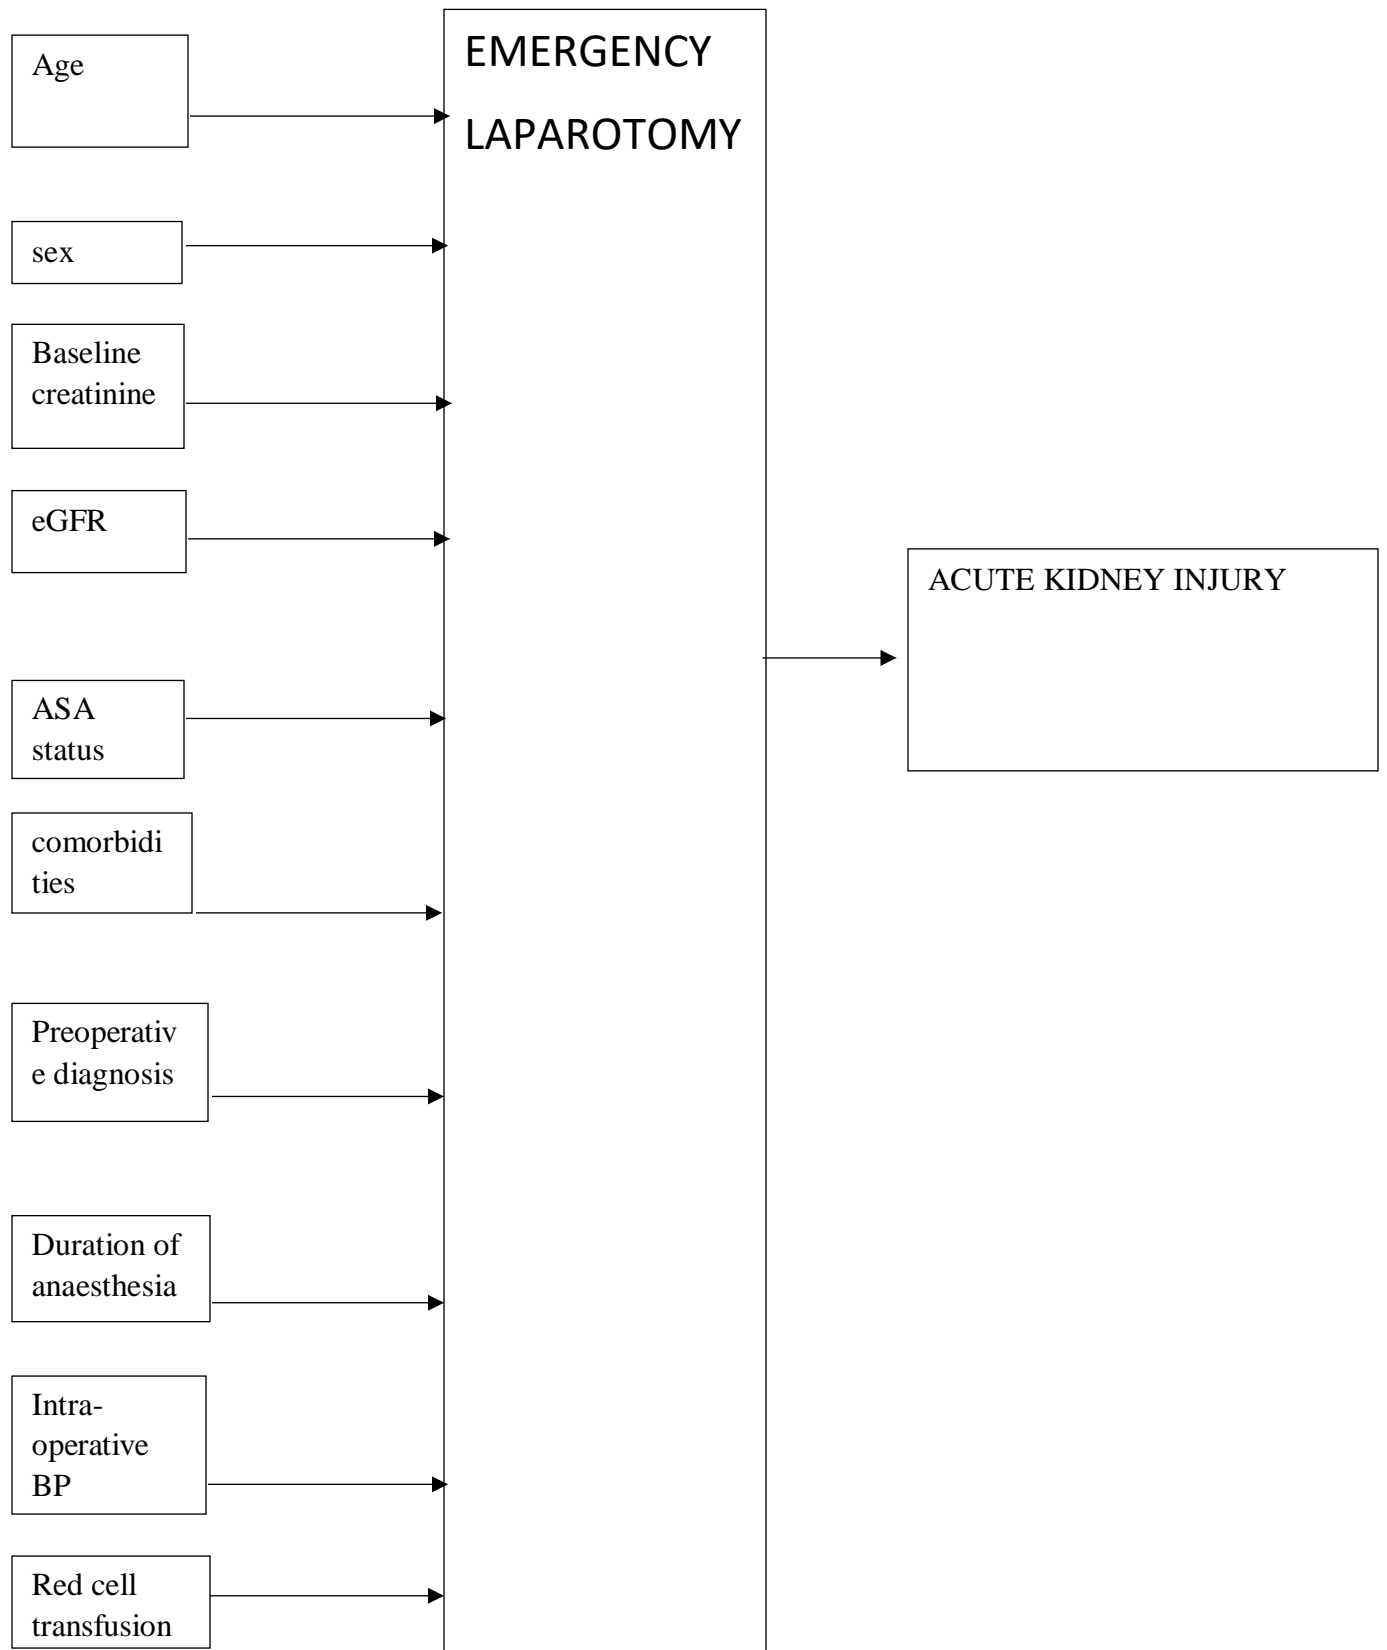 Age
EMERGENCY
LAPAROTOMY
sex
Baseline
creatinine
eGFR
ACUTE KIDNEY INJURY
ASA
status
comorbidi
ties
Preoperativ
e diagnosis
Duration of
anaesthesia
Intra-
operative
BP
Red cell
transfusion